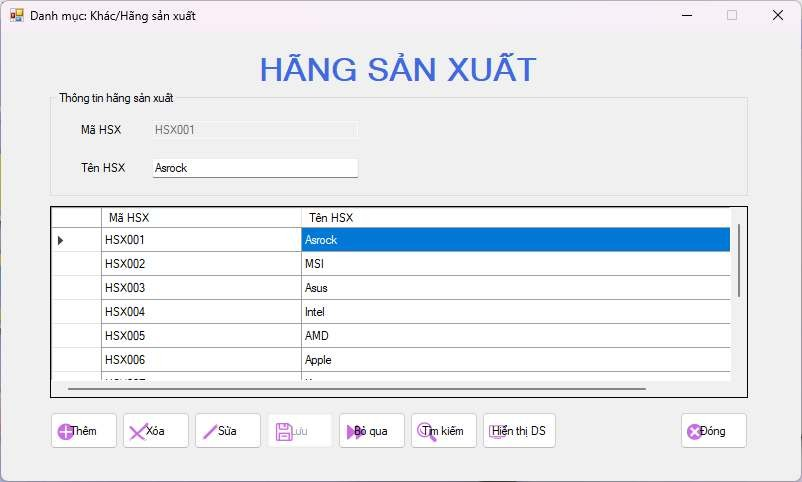 Danh mục: Khác/Hãng sản xuất
HÃNG SẢN XUẤT
Thông tin hãng sản xuất
Mã HSX HSX001
Tên HSX Asrock
Mã HSX Tên HSX
HSX001 Asrock
HSX002 MSI
HSX003 Asus
HSX004 Intel
HSX005 AMD
HSX006 Apple
Thêm Xóa Sửa Lưu Bỏ qua Tìm kiếm Hiển thị DS Đóng